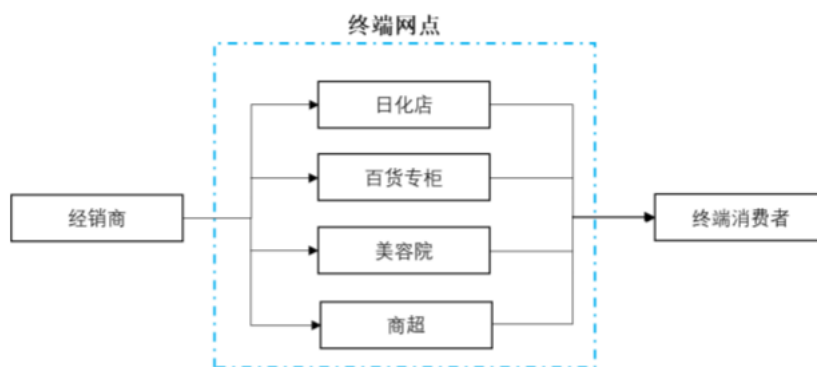 终端网点
日化店
百货专柜
经销商
终端消费者
美容院
商超